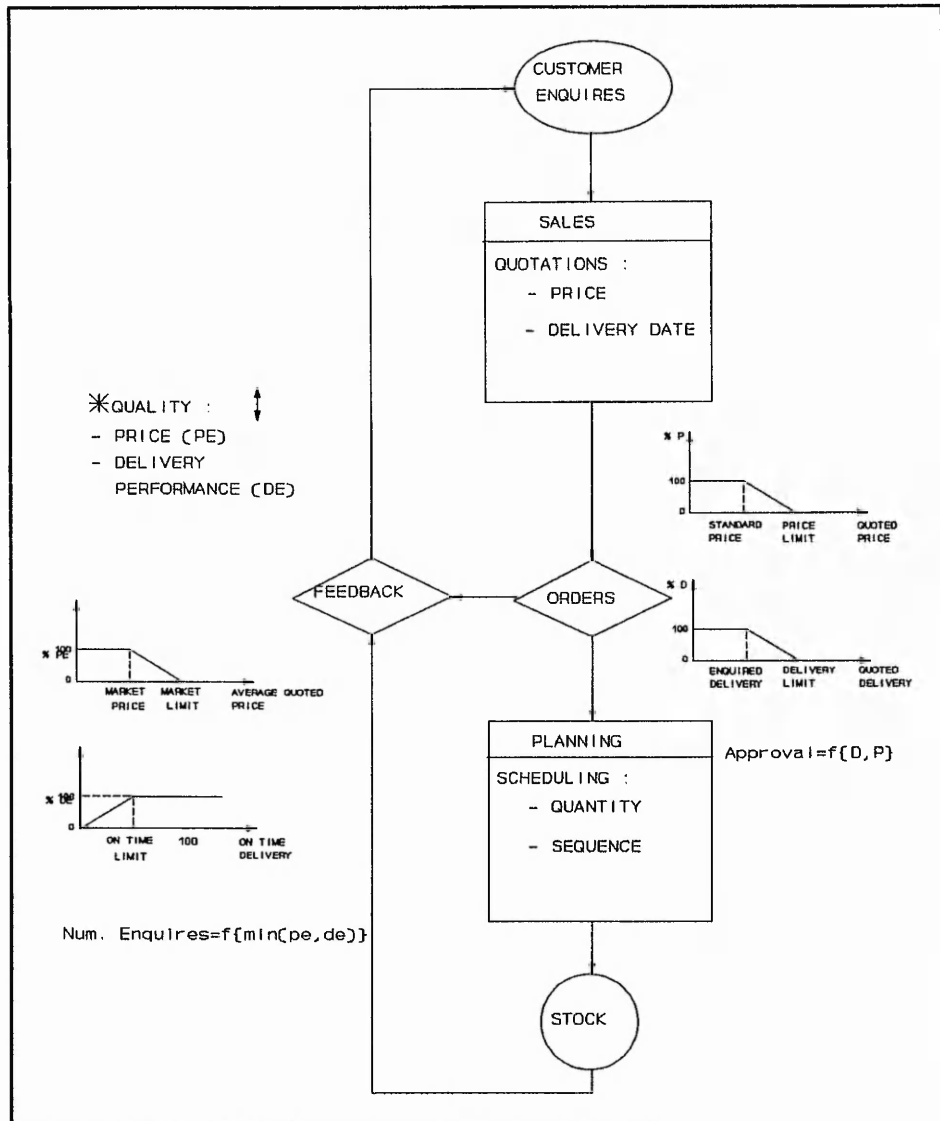 CUSTOMER
ENQUIRES
SALES
QUOTATIONS :
- PRICE
- DELIVERY DATE
*QUALITY :
- PRICE (PE)
- DELIVERY
PERFORMANCE (DE)
% P
100
0
STANDARD PRICE
PRICE LIMIT
QUOTED PRICE
FEEDBACK
ORDERS
% D
100
0
ENQUIRED DELIVERY
DELIVERY LIMIT
QUOTED DELIVERY
100
% PE
0
MARKET PRICE
MARKET LIMIT
AVERAGE QUOTED PRICE
PLANNING
SCHEDULING :
- QUANTITY
- SEQUENCE
Approval=f{D,P}
100
% DE
0
ON TIME LIMIT
100
ON TIME DELIVERY
Num. Enquires=f{min(pe,de)}
STOCK